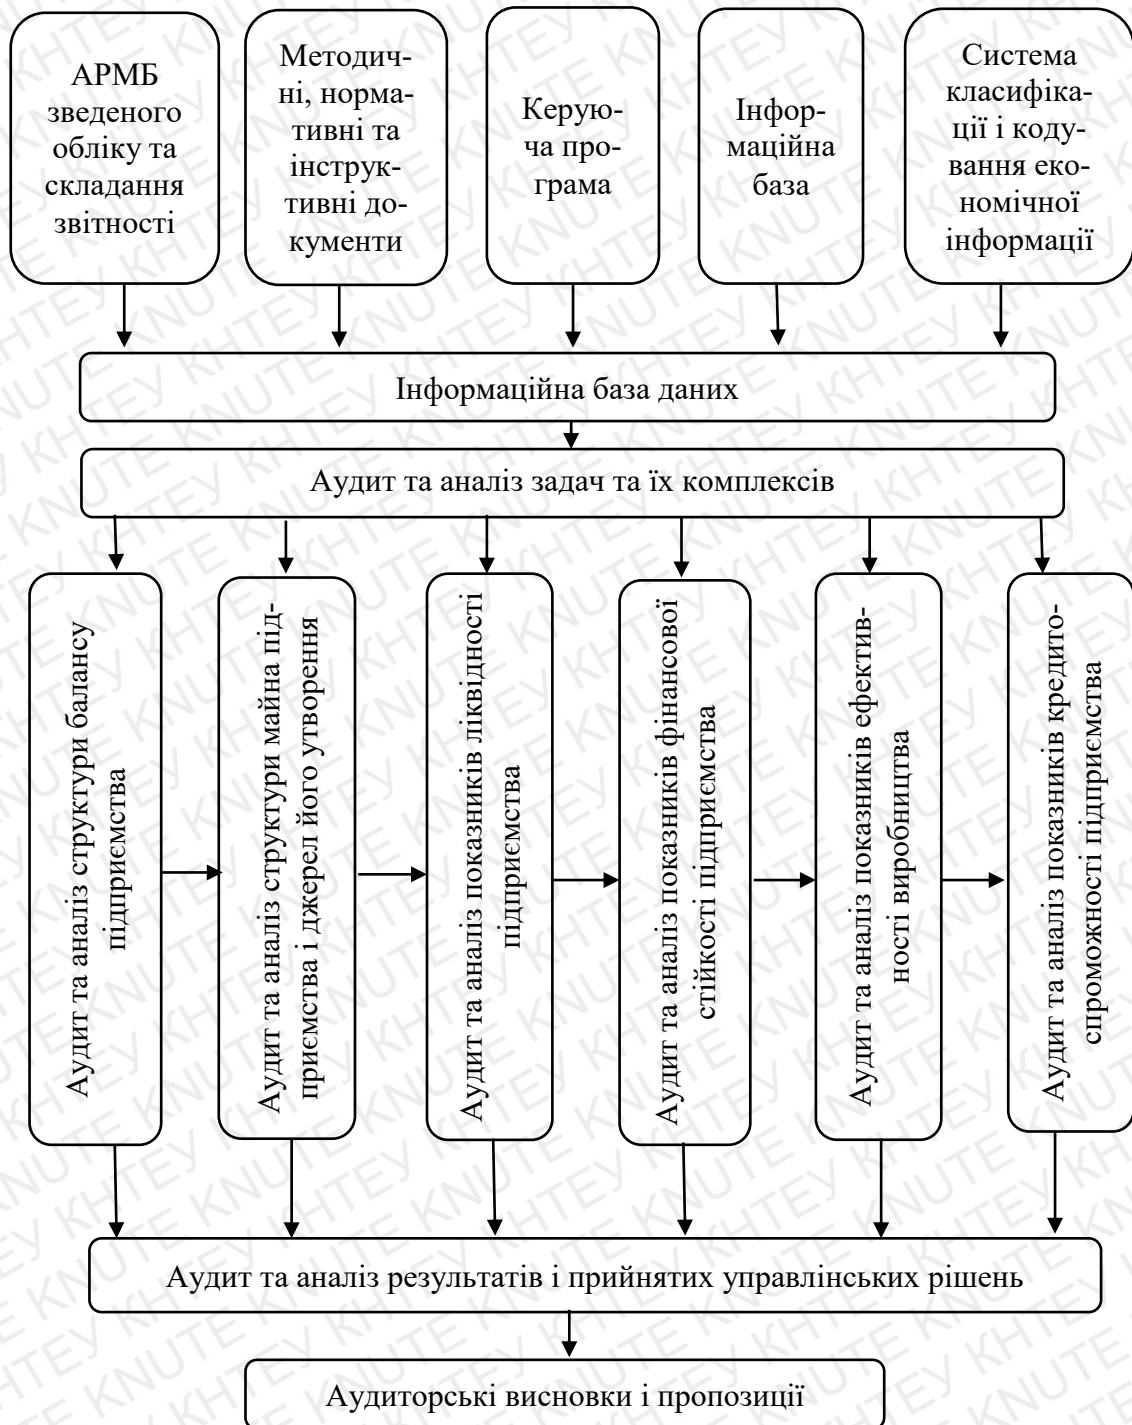 АРМБ
зведеного
обліку та
складання
звітності
Методич-
ні, норма-
тивні та
інструк-
тивні до-
кументи
Керую-
ча про-
грама
Інфор-
маційна
база
Система
класифіка-
ції і коду-
вання еко-
номічної
інформації
Інформаційна база даних
Аудит та аналіз задач та їх комплексів
Аудит та аналіз структури балансу
підприємства
Аудит та аналіз структури майна під-
приємства і джерел його утворення
Аудит та аналіз показників ліквідності
підприємства
Аудит та аналіз показників фінансової
стійкості підприємства
Аудит та аналіз показників ефектив-
ності виробництва
Аудит та аналіз показників кредито-
спроможності підприємства
Аудит та аналіз результатів і прийнятих управлінських рішень
Аудиторські висновки і пропозиції